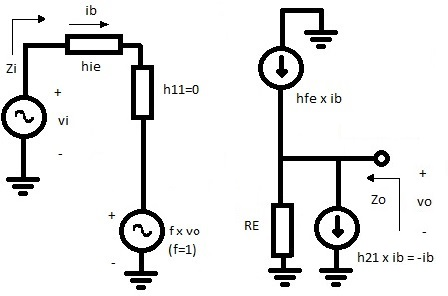 ib
Zi
hie
h11=0
+
vi
-
+
f x vo
(f=1)
-
hfe x ib
+
Zo
vo
-
RE
h21 x ib = -ib